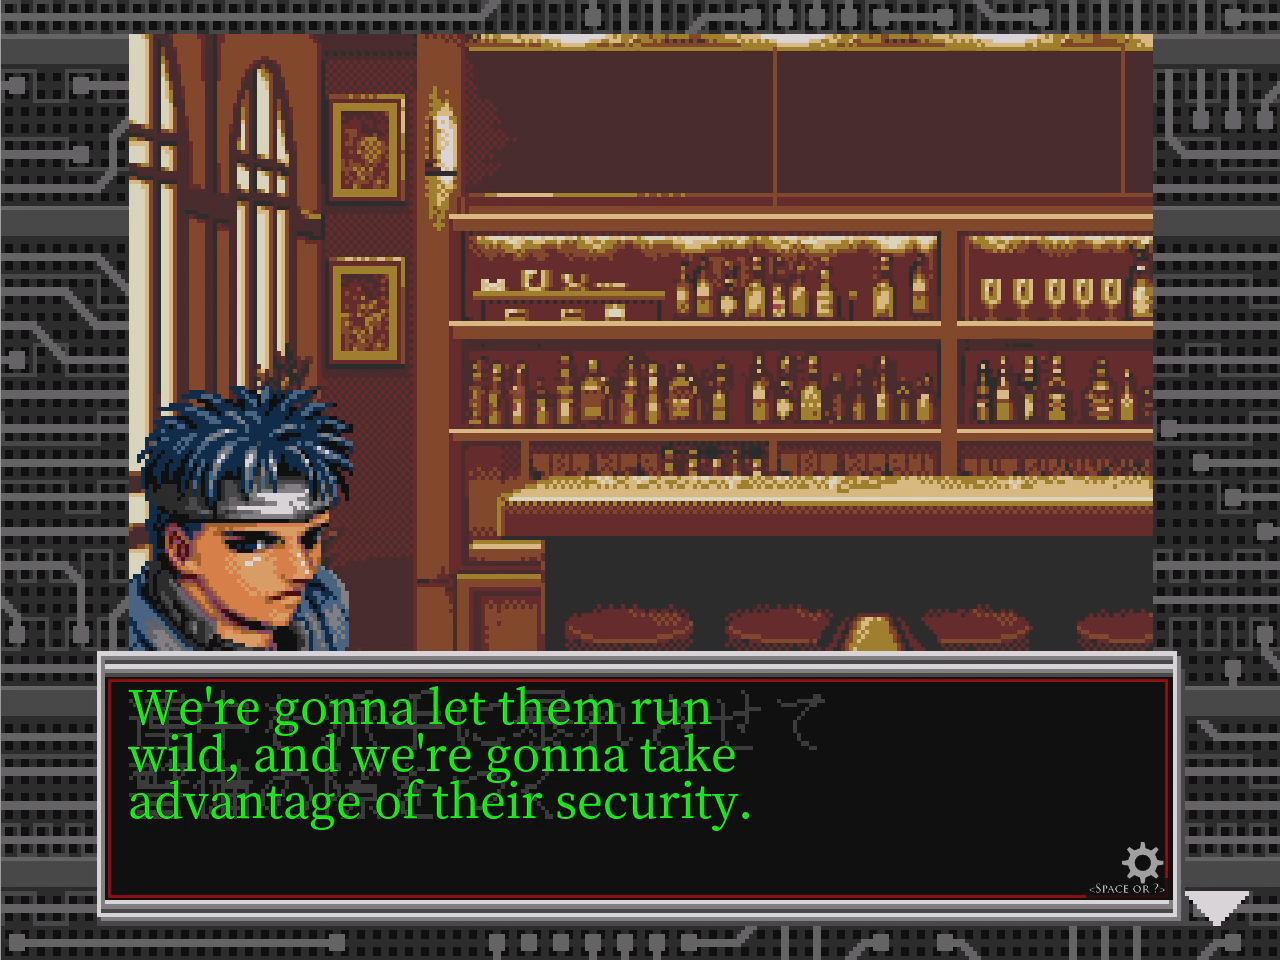 We're gonna let them run
wild, and we're gonna take
advantage of their security.
<Space or ?>